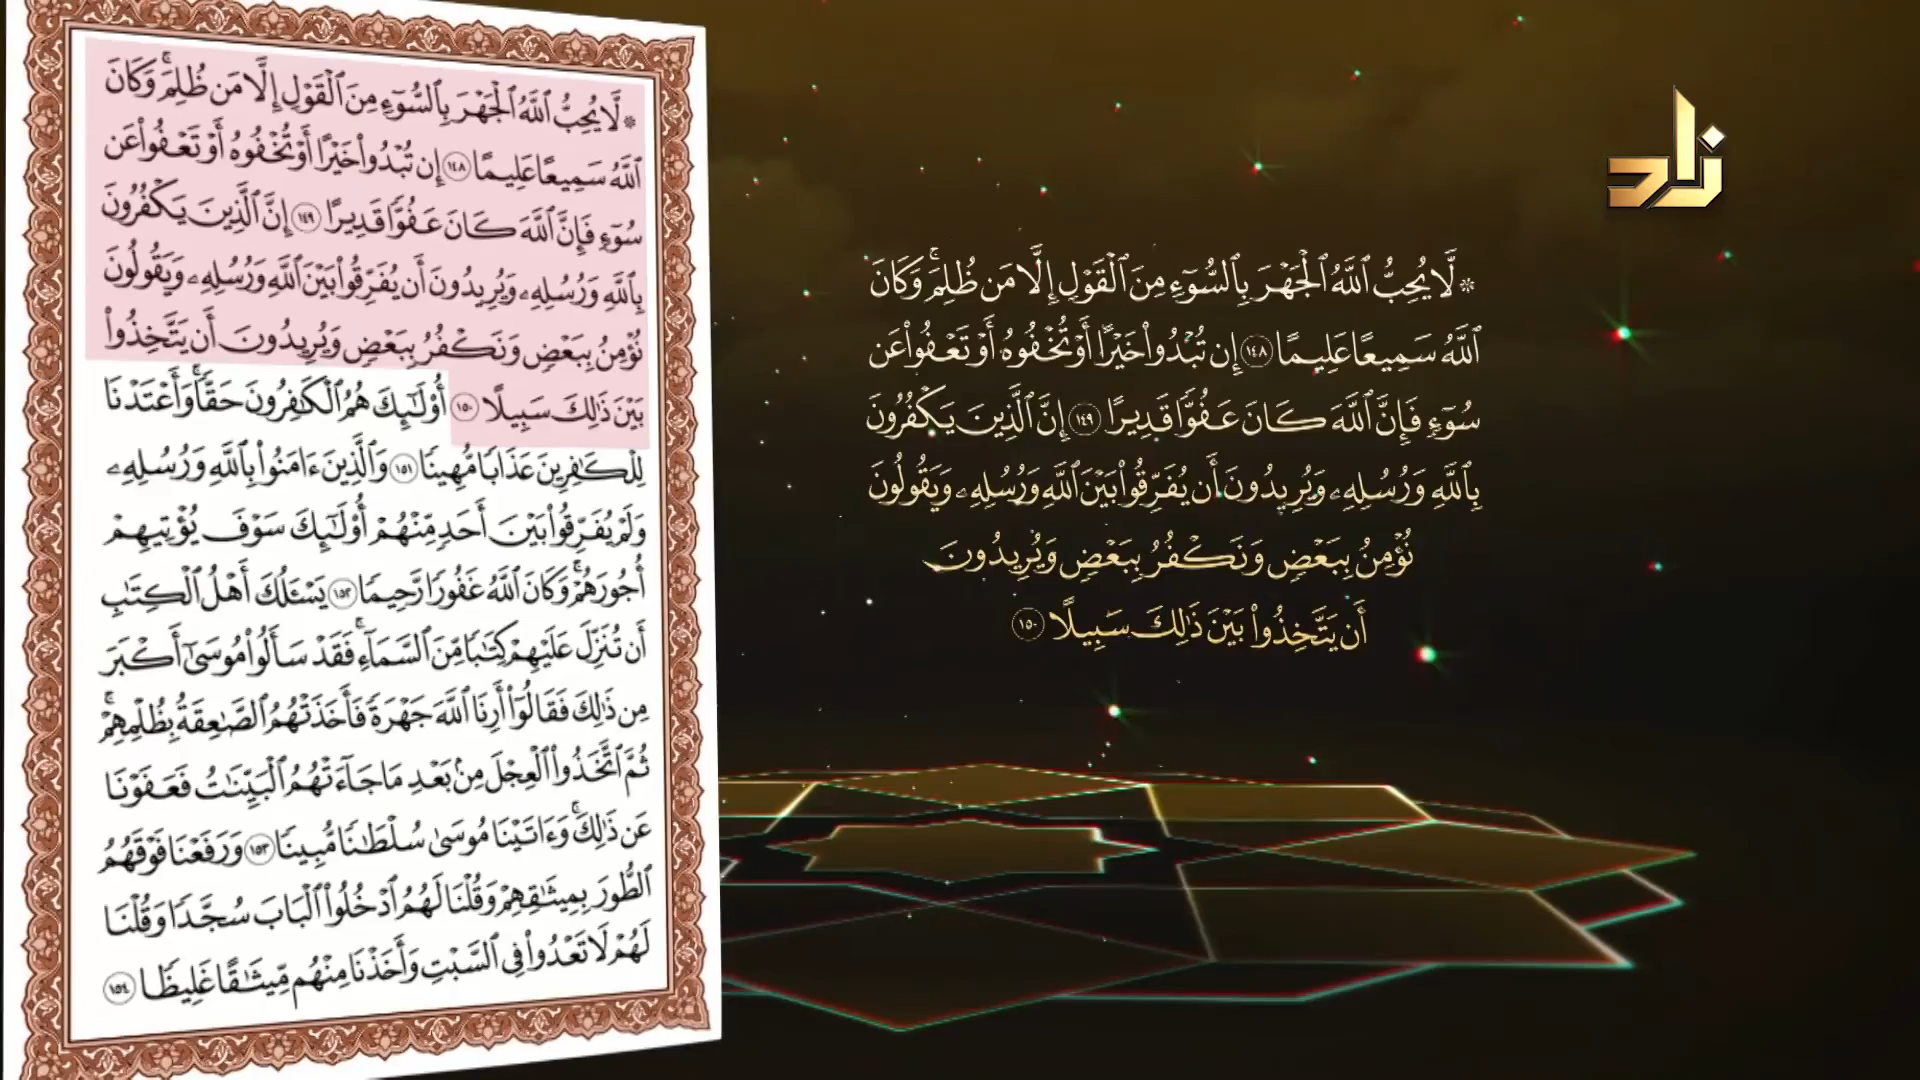 ۞ لَّا يُحِبُّ ٱللَّهُ ٱلْجَهْرَ بِٱلسُّوٓءِ مِنَ ٱلْقَوْلِ إِلَّا مَن ظُلِمَ ۚ وَكَانَ
ٱللَّهُ سَمِيعًا عَلِيمًا ١٤٨ إِن تُبْدُوا۟ خَيْرًا أَوْ تُخْفُوهُ أَوْ تَعْفُوا۟ عَن
سُوٓءٍ فَإِنَّ ٱللَّهَ كَانَ عَفُوًّا قَدِيرًا ١٤٩ إِنَّ ٱلَّذِينَ يَكْفُرُونَ
بِٱللَّهِ وَرُسُلِهِۦ وَيُرِيدُونَ أَن يُفَرِّقُوا۟ بَيْنَ ٱللَّهِ وَرُسُلِهِۦ وَيَقُولُونَ
نُؤْمِنُ بِبَعْضٍ وَنَكْفُرُ بِبَعْضٍ وَيُرِيدُونَ أَن يَتَّخِذُوا۟
بَيْنَ ذَٰلِكَ سَبِيلًا ١٥٠ أُو۟لَـٰٓئِكَ هُمُ ٱلْكَـٰفِرُونَ حَقًّا ۚ وَأَعْتَدْنَا
لِلْكَـٰفِرِينَ عَذَابًا مُّهِينًا ١٥١ وَٱلَّذِينَ ءَامَنُوا۟ بِٱللَّهِ وَرُسُلِهِۦ
وَلَمْ يُفَرِّقُوا۟ بَيْنَ أَحَدٍ مِّنْهُمْ أُو۟لَـٰٓئِكَ سَوْفَ يُؤْتِيهِمْ
أُجُورَهُمْ ۗ وَكَانَ ٱللَّهُ غَفُورًا رَّحِيمًا ١٥٢ يَسْـَٔلُكَ أَهْلُ ٱلْكِتَـٰبِ
أَن تُنَزِّلَ عَلَيْهِمْ كِتَـٰبًا مِّنَ ٱلسَّمَآءِ ۚ فَقَدْ سَأَلُوا۟ مُوسَىٰٓ أَكْبَرَ
مِن ذَٰلِكَ فَقَالُوٓا۟ أَرِنَا ٱللَّهَ جَهْرَةً فَأَخَذَتْهُمُ ٱلصَّـٰعِقَةُ بِظُلْمِهِمْ ۚ
ثُمَّ ٱتَّخَذُوا۟ ٱلْعِجْلَ مِنۢ بَعْدِ مَا جَآءَتْهُمُ ٱلْبَيِّنَـٰتُ فَعَفَوْنَا
عَن ذَٰلِكَ ۚ وَءَاتَيْنَا مُوسَىٰ سُلْطَـٰنًا مُّبِينًا ١٥٣ وَرَفَعْنَا فَوْقَهُمُ
ٱلطُّورَ بِمِيثَـٰقِهِمْ وَقُلْنَا لَهُمُ ٱدْخُلُوا۟ ٱلْبَابَ سُجَّدًا وَقُلْنَا
لَهُمْ لَا تَعْدُوا۟ فِى ٱلسَّبْتِ وَأَخَذْنَا مِنْهُم مِّيثَـٰقًا غَلِيظًا ١٥٤
زاد
۞ لَّا يُحِبُّ ٱللَّهُ ٱلْجَهْرَ بِٱلسُّوٓءِ مِنَ ٱلْقَوْلِ إِلَّا مَن ظُلِمَ ۚ وَكَانَ
ٱللَّهُ سَمِيعًا عَلِيمًا ١٤٨ إِن تُبْدُوا۟ خَيْرًا أَوْ تُخْفُوهُ أَوْ تَعْفُوا۟ عَن
سُوٓءٍ فَإِنَّ ٱللَّهَ كَانَ عَفُوًّا قَدِيرًا ١٤٩ إِنَّ ٱلَّذِينَ يَكْفُرُونَ
بِٱللَّهِ وَرُسُلِهِۦ وَيُرِيدُونَ أَن يُفَرِّقُوا۟ بَيْنَ ٱللَّهِ وَرُسُلِهِۦ وَيَقُولُونَ
نُؤْمِنُ بِبَعْضٍ وَنَكْفُرُ بِبَعْضٍ وَيُرِيدُونَ
أَن يَتَّخِذُوا۟ بَيْنَ ذَٰلِكَ سَبِيلًا ١٥٠